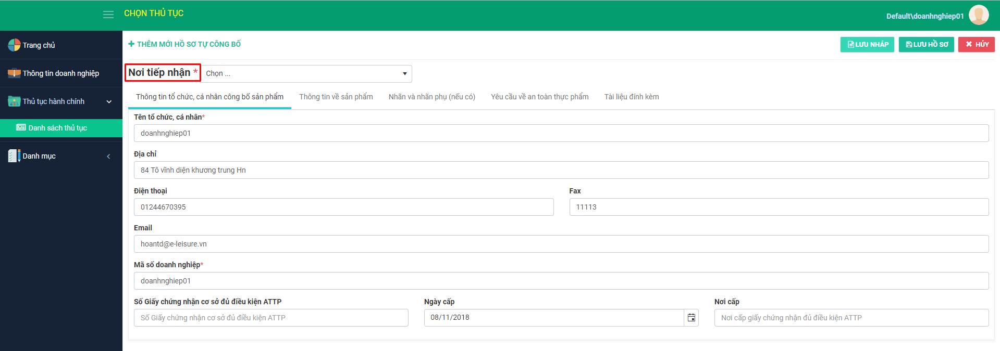 CHỌN THỦ TỤC
Default\doanhnghiep01
Trang chủ
Thông tin doanh nghiệp
Thủ tục hành chính
Danh sách thủ tục
Danh mục
THÊM MỚI HỒ SƠ TỰ CÔNG BỐ
LƯU NHÁP
LƯU HỒ SƠ
HỦY
Nơi tiếp nhận *
Chọn ...
Thông tin tổ chức, cá nhân công bố sản phẩm
Thông tin về sản phẩm
Nhãn và nhãn phụ (nếu có)
Yêu cầu về an toàn thực phẩm
Tài liệu đính kèm
Tên tổ chức, cá nhân*
doanhnghiep01
Địa chỉ
84 Tô vĩnh diện khương trung Hn
Điện thoại
Fax
01244670395
11113
Email
hoantd@e-leisure.vn
Mã số doanh nghiệp*
doanhnghiep01
Số Giấy chứng nhận cơ sở đủ điều kiện ATTP
Ngày cấp
Nơi cấp
Số Giấy chứng nhận cơ sở đủ điều kiện ATTP
08/11/2018
Nơi cấp giấy chứng nhận đủ điều kiện ATTP